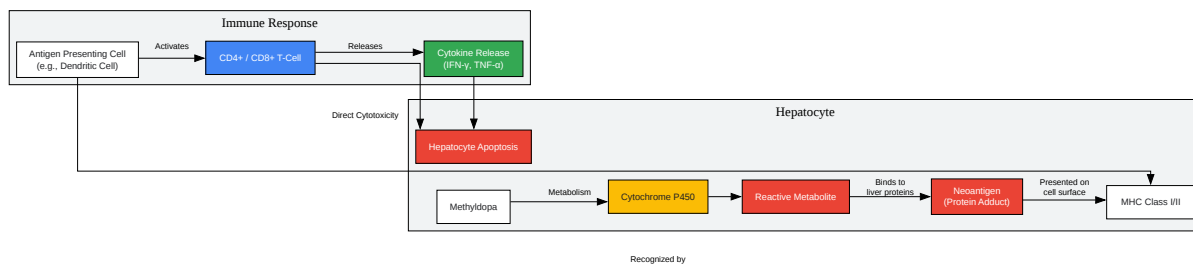 Immune Response
Antigen Presenting Cell
(e.g., Dendritic Cell)
Activates
CD4+ / CD8+ T-Cell
Releases
Cytokine Release
(IFN-γ, TNF-α)
Direct Cytotoxicity
Hepatocyte
Hepatocyte Apoptosis
Methyldopa
Metabolism
Cytochrome P450
Reactive Metabolite
Binds to
liver proteins
Neoantigen
(Protein Adduct)
Presented on
cell surface
MHC Class I/II
Recognized by